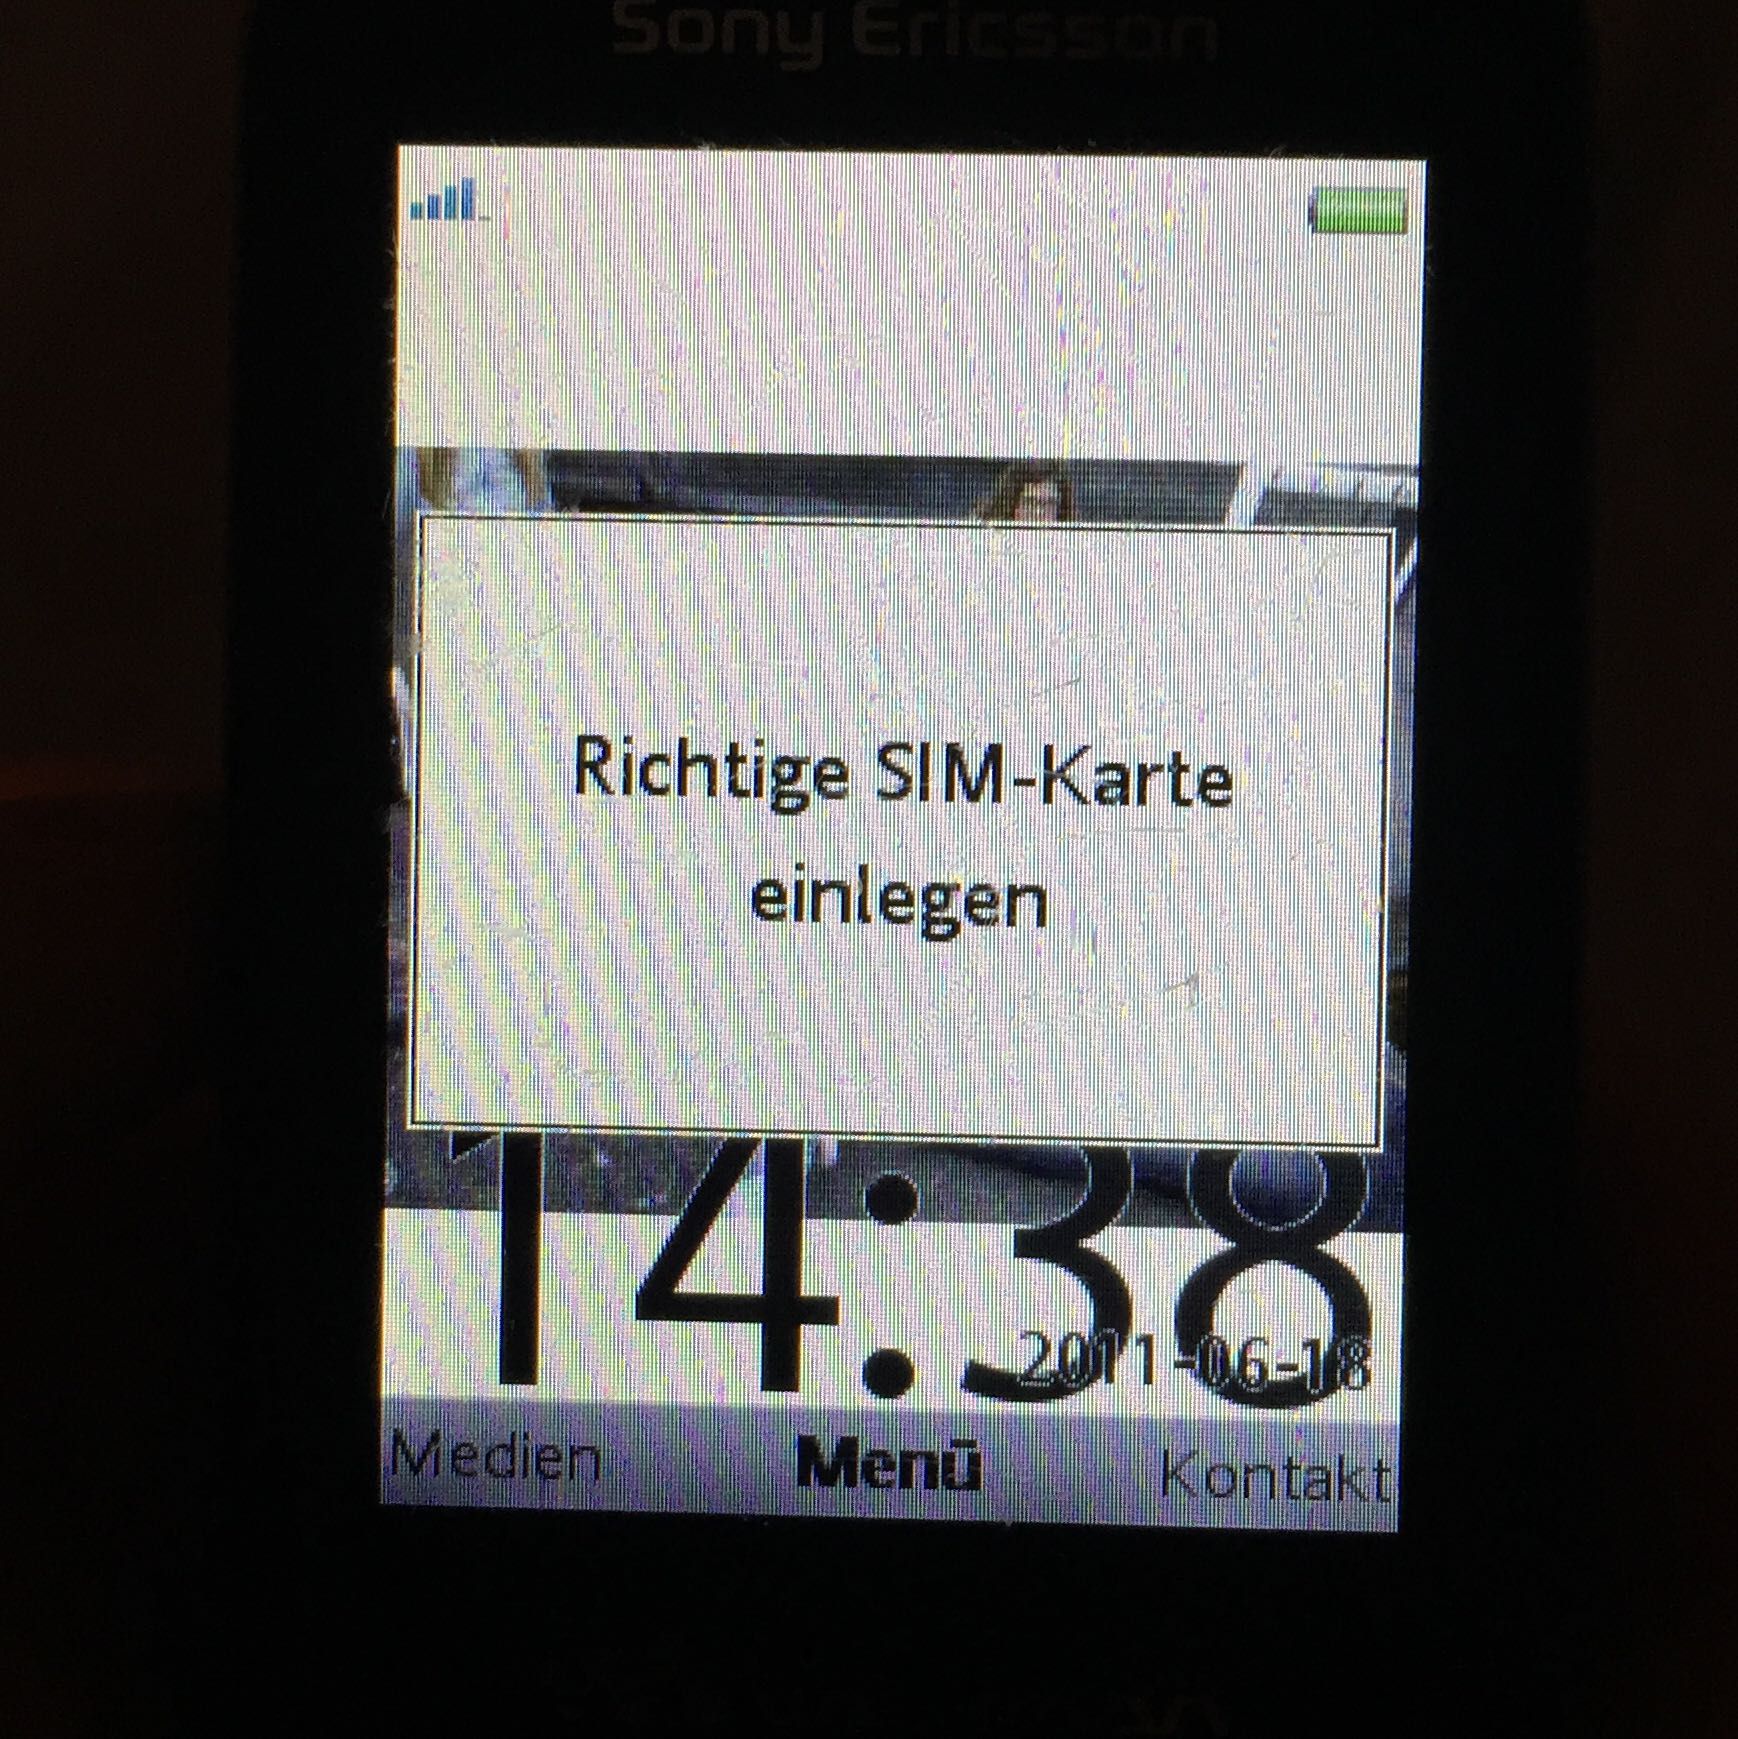 Sony Ericsson
Richtige SIM-Karte
einlegen
14:38
2011-06-18
Medien Menü Kontakt